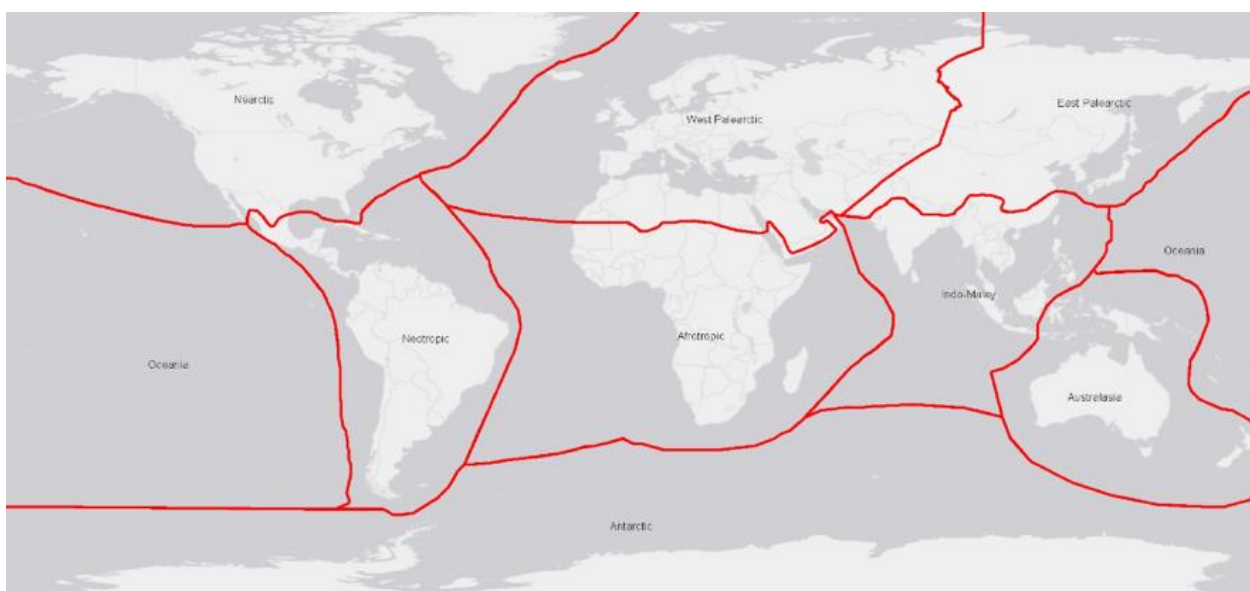 Nearctic
East Palearctic
West Palearctic
Oceania
Indo-Malay
Afrotropic
Neotropic
Oceania
Australasia
Antarctic